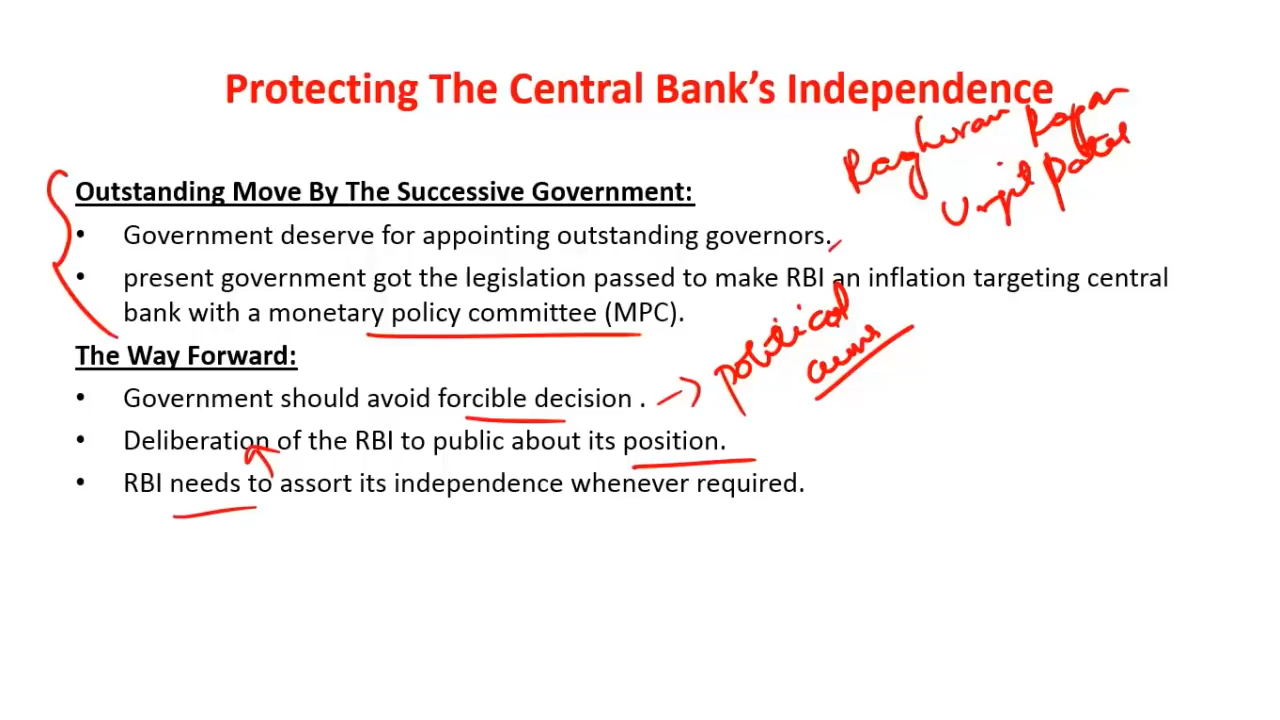 Protecting The Central Bank's Independence
Raghuram Rajan
Urjit Patel
Outstanding Move By The Successive Government:
• Government deserve for appointing outstanding governors.
• present government got the legislation passed to make RBI an inflation targeting central
bank with a monetary policy committee (MPC).
The Way Forward:
• Government should avoid forcible decision .
political
• Deliberation of the RBI to public about its position.
• RBI needs to assort its independence whenever required.